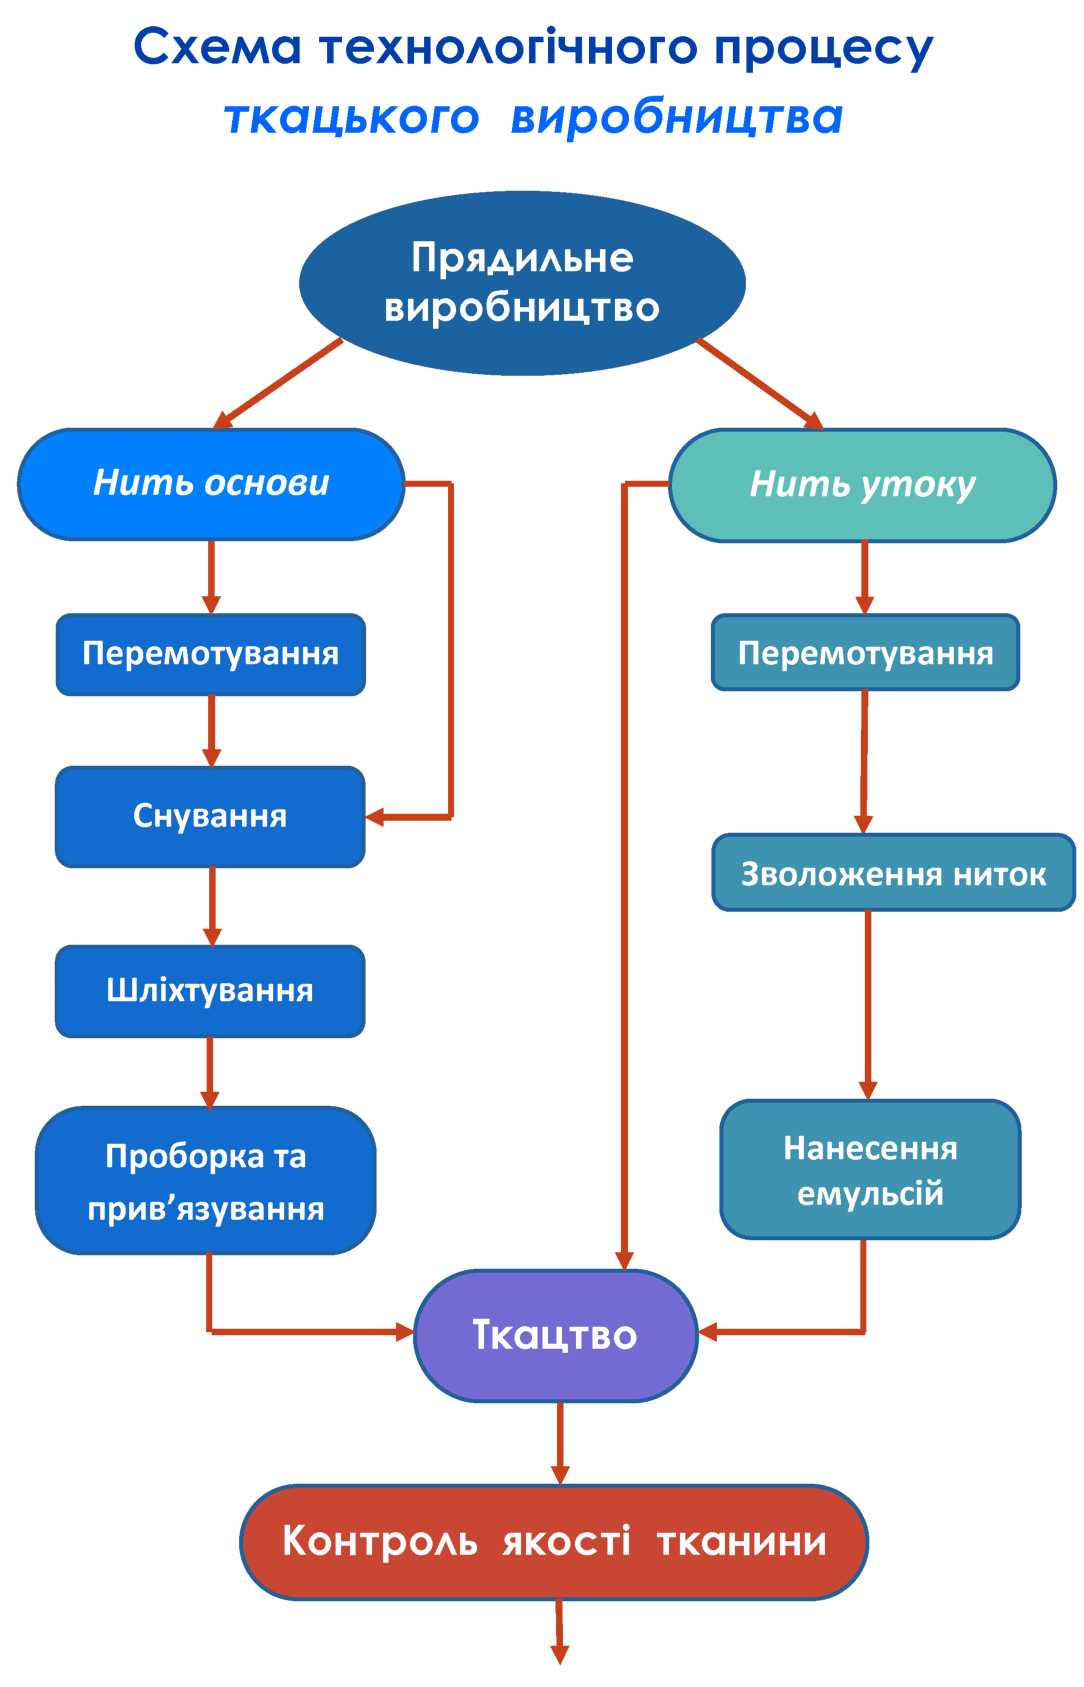 Схема технологічного процесу
ткацького виробництва
Прядильне
виробництво
Нить основи
Нить утоку
Перемотування
Перемотування
Снування
Зволоження ниток
Шліхтування
Проборка та
прив’язування
Нанесення
емульсій
Ткацтво
Контроль якості тканини